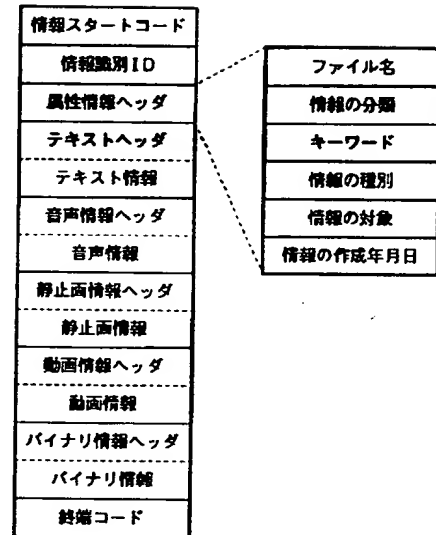 情報スタートコード
情報識別ID
属性情報ヘッダ
テキストヘッダ
テキスト情報
音声情報ヘッダ
音声情報
静止画情報ヘッダ
静止画情報
動画情報ヘッダ
動画情報
バイナリ情報ヘッダ
バイナリ情報
終端コード
ファイル名
情報の分類
キーワード
情報の種別
情報の対象
情報の作成年月日